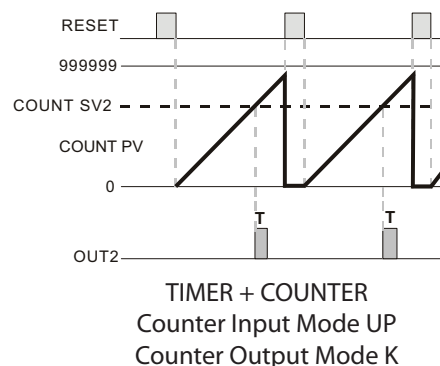 RESET
999999
COUNT SV2
COUNT PV
0
T T
OUT2
TIMER + COUNTER
Counter Input Mode UP
Counter Output Mode K